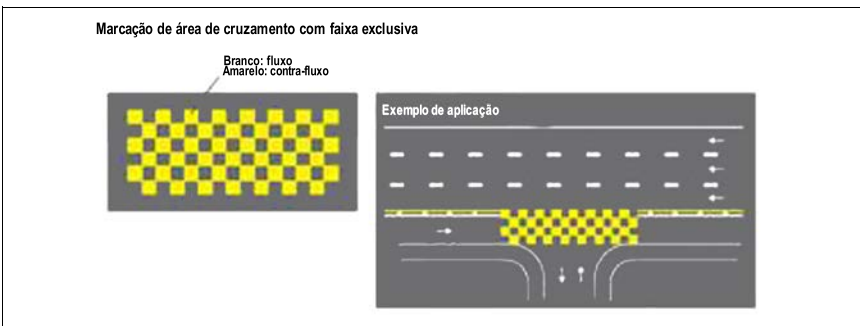 Marcação de área de cruzamento com faixa exclusiva
Branco: fluxo
Amarelo: contra-fluxo
Exemplo de aplicação